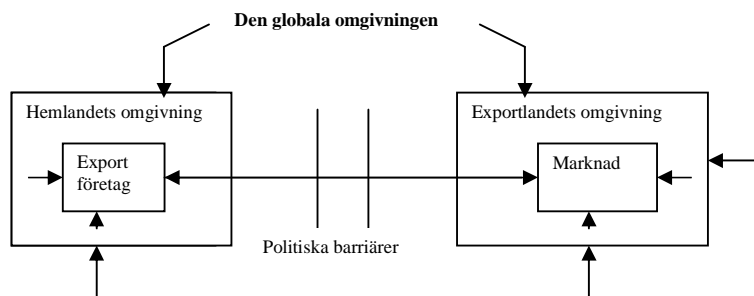 Den globala omgivningen
Hemlandets omgivning
Exportlandets omgivning
Export
företag
Marknad
Politiska barriärer